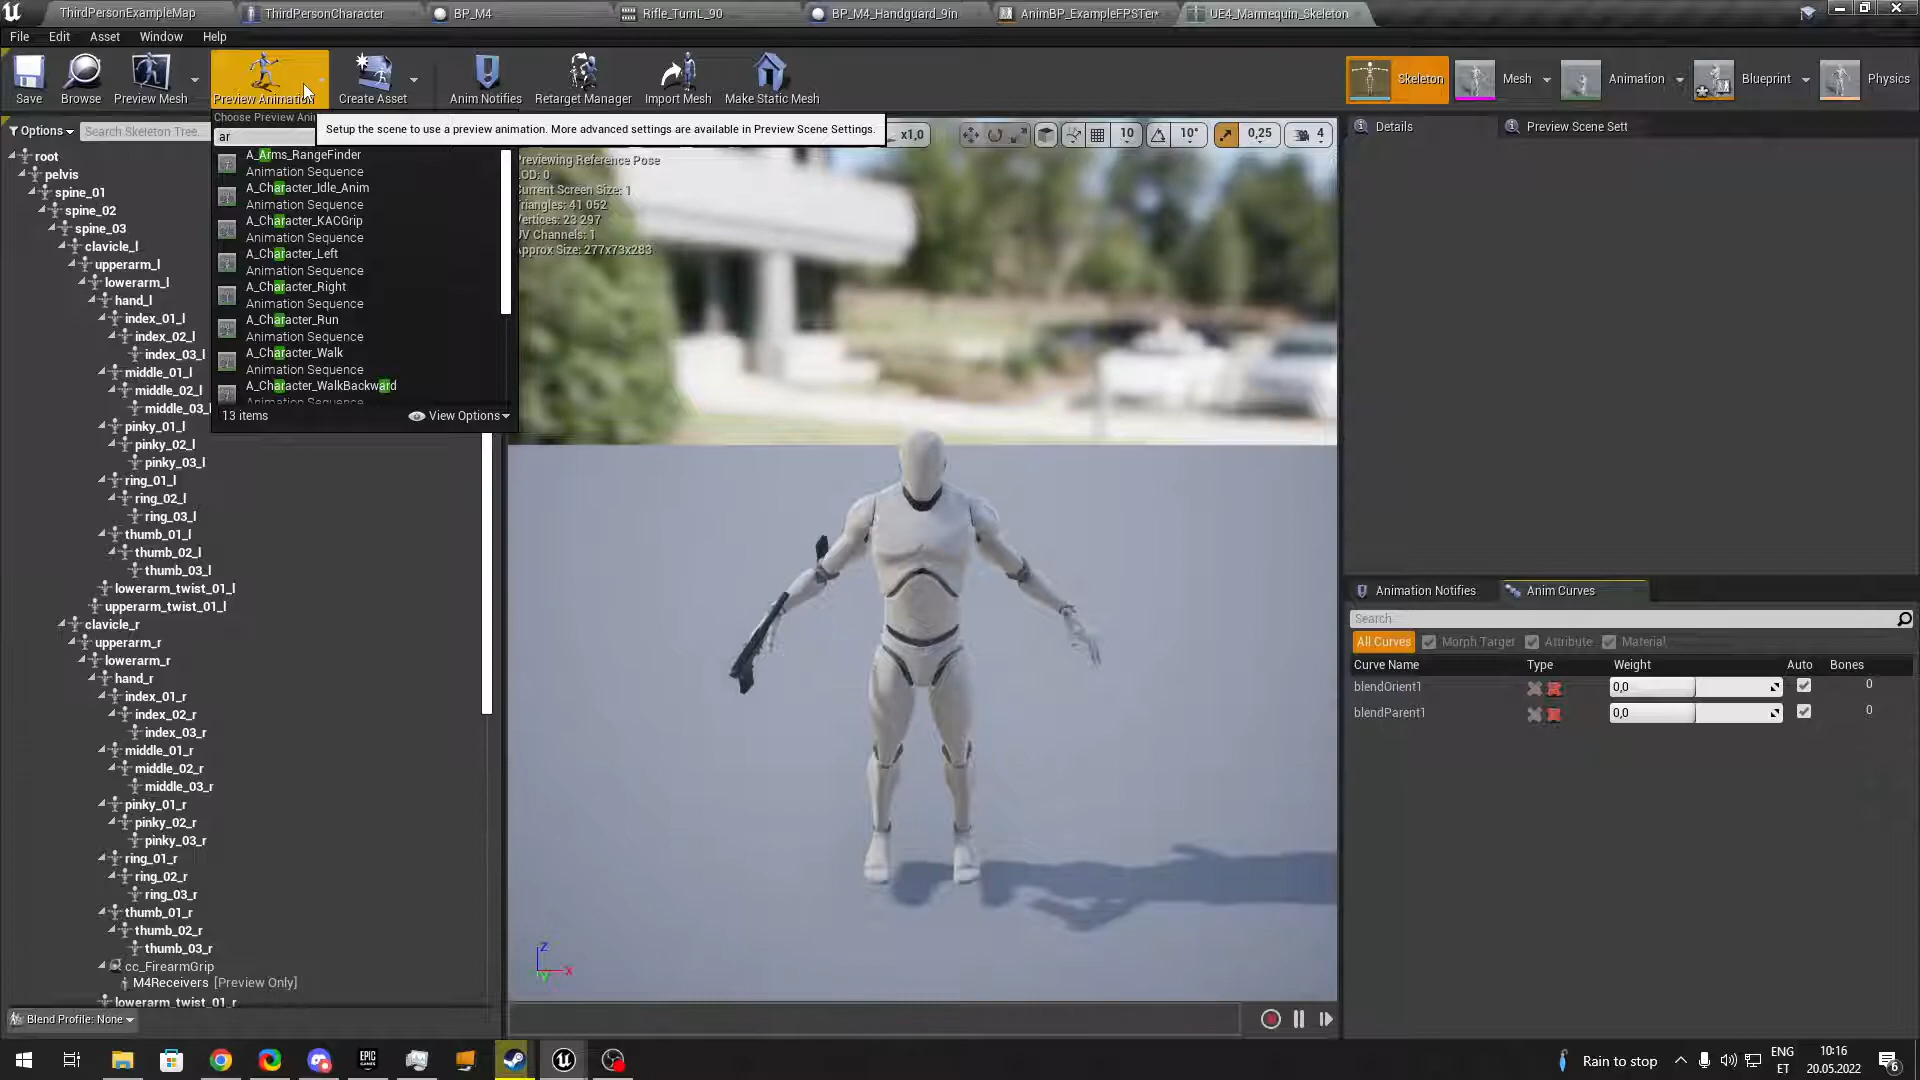 ThirdPersonExampleMap
ThirdPersonCharacter
BP_M4
Rifle_TurnL_90
BP_M4_Handguard_9in
AnimBP_ExampleFPSTer*
UE4_Mannequin_Skeleton
File Edit Asset Window Help
Save
Browse
Preview Mesh
Preview Animation
Create Asset
Anim Notifies
Retarget Manager
Import Mesh
Make Static Mesh
Skeleton
Mesh
Animation
Blueprint
Physics
Options
Search Skeleton Tree...
Choose Preview Ani
ar
Setup the scene to use a preview animation. More advanced settings are available in Preview Scene Settings.
x1,0
10
10°
0,25
4
A_Arms_RangeFinder
Animation Sequence
A_Character_Idle_Anim
Animation Sequence
A_Character_KACGrip
Animation Sequence
A_Character_Left
Animation Sequence
A_Character_Right
Animation Sequence
A_Character_Run
Animation Sequence
A_Character_Walk
Animation Sequence
A_Character_WalkBackward
Animation Sequence
13 items
View Options
root
pelvis
spine_01
spine_02
spine_03
clavicle_l
upperarm_l
lowerarm_l
hand_l
index_01_l
index_02_l
index_03_l
middle_01_l
middle_02_l
middle_03_l
pinky_01_l
pinky_02_l
pinky_03_l
ring_01_l
ring_02_l
ring_03_l
thumb_01_l
thumb_02_l
thumb_03_l
lowerarm_twist_01_l
upperarm_twist_01_l
clavicle_r
upperarm_r
lowerarm_r
hand_r
index_01_r
index_02_r
index_03_r
middle_01_r
middle_02_r
middle_03_r
pinky_01_r
pinky_02_r
pinky_03_r
ring_01_r
ring_02_r
ring_03_r
thumb_01_r
thumb_02_r
thumb_03_r
cc_FirearmGrip
M4Receivers [Preview Only]
lowerarm_twist_01_r
Blend Profile: None
Previewing Reference Pose
LOD: 0
Current Screen Size: 1
Triangles: 41 052
Vertices: 23 297
UV Channels: 1
Approx Size: 277x73x283
Z
X
Y
Details
Preview Scene Sett
Animation Notifies
Anim Curves
Search
All Curves
Morph Target
Attribute
Material
Curve Name Type Weight Auto Bones
blendOrient1 0,0 0
blendParent1 0,0 0
EPIC
GAMES
Rain to stop
ENG
ET
10:16
20.05.2022
6